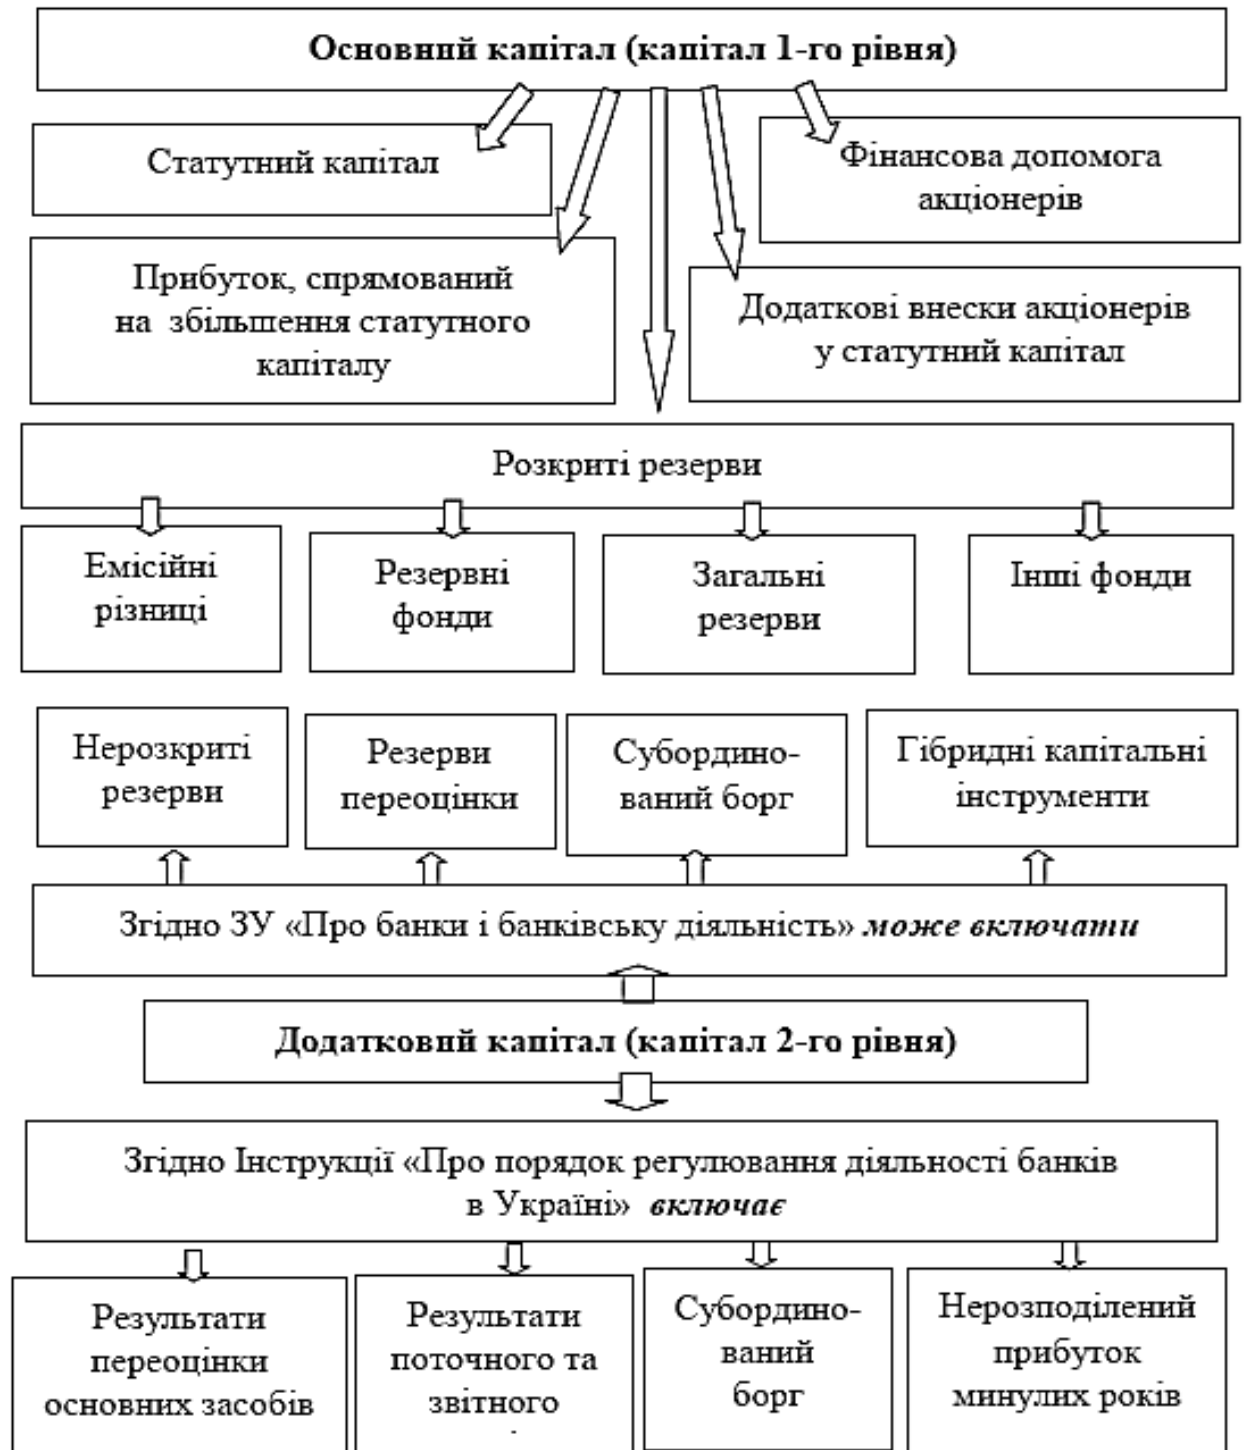 Основний капітал (капітал 1-го рівня)
Статутний капітал
Фінансова допомога
акціонерів
Прибуток, спрямований
на збільшення статутного
капіталу
Додаткові внески акціонерів
у статутний капітал
Розкриті резерви
Емісійні
різниці
Резервні
фонди
Загальні
резерви
Інші фонди
Нерозкриті
резерви
Резерви
переоцінки
Субордино-
ваний борг
Гібридні капітальні
інструменти
Згідно ЗУ «Про банки і банківську діяльність» може включати
Додатковий капітал (капітал 2-го рівня)
Згідно Інструкції «Про порядок регулювання діяльності банків
в Україні» включає
Результати
переоцінки
основних засобів
Результати
поточного та
звітного
Субордино-
ваний
борг
Нерозподілений
прибуток
минулих років